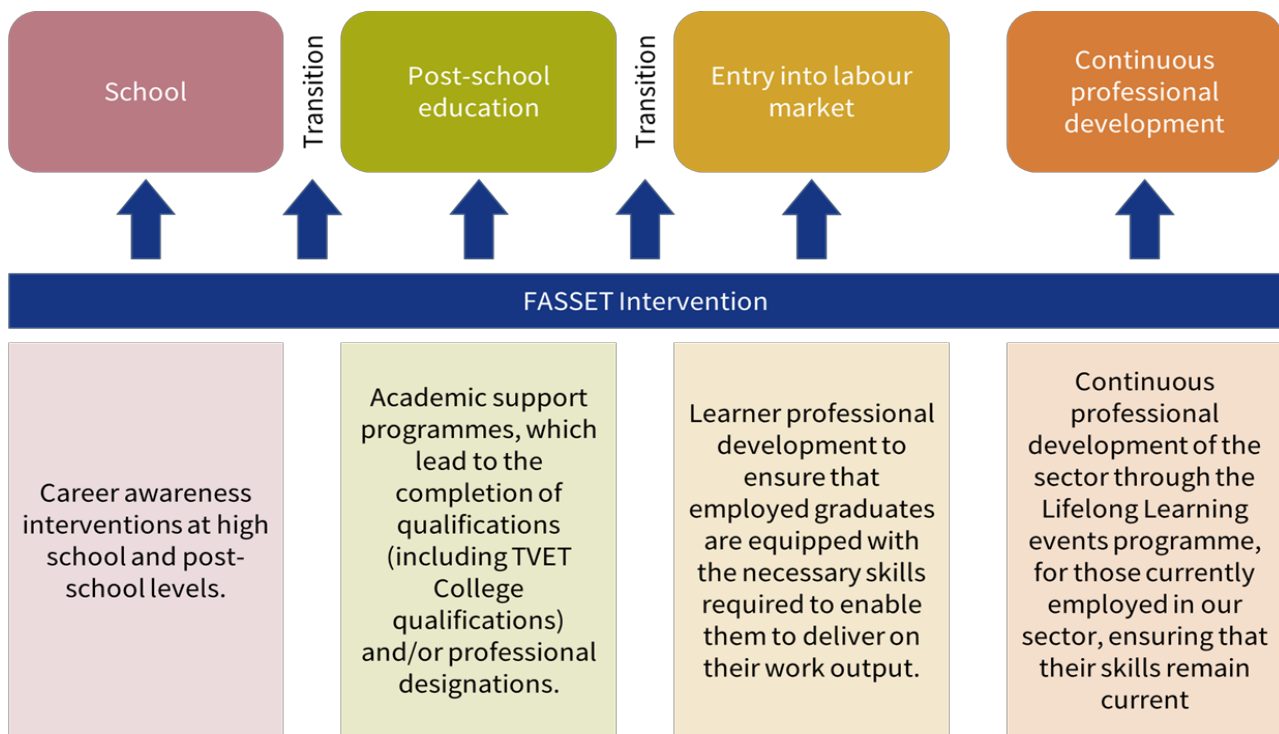 School
Transition
Post-school
education
Transition
Entry into labour
market
Continuous
professional
development
FASSET Intervention
Career awareness
interventions at high
school and post-
school levels.
Academic support
programmes, which
lead to the
completion of
qualifications
(including TVET
College
qualifications)
and/or professional
designations.
Learner professional
development to
ensure that
employed graduates
are equipped with
the necessary skills
required to enable
them to deliver on
their work output.
Continuous
professional
development of the
sector through the
Lifelong Learning
events programme,
for those currently
employed in our
sector, ensuring that
their skills remain
current